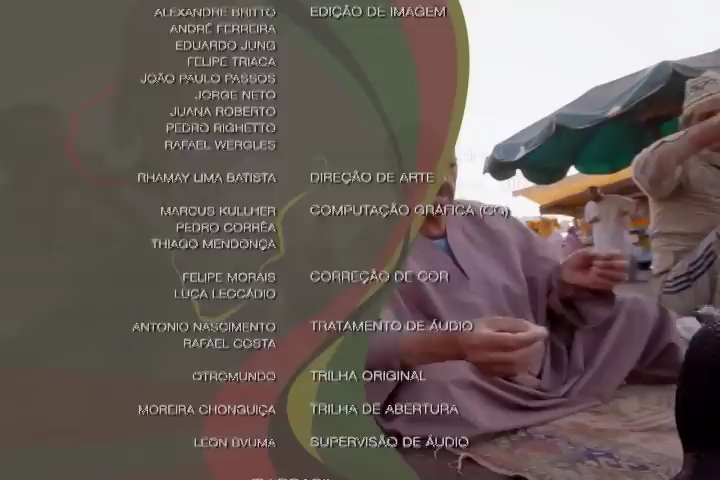 ALEXANDRE BRITTO EDIÇÃO DE IMAGEM
ANDRÉ FERREIRA
EDUARDO JUNG
FELIPE TRIACA
JOÃO PAULO PASSOS
JORGE NETO
JUANA ROBERTO
PEDRO RIGHETTO
RAFAEL WERGLES
RHAMAY LIMA BATISTA DIREÇÃO DE ARTE
MARCUS KULLHER COMPUTAÇÃO GRÁFICA (CG)
PEDRO CORRÊA
THIAGO MENDONÇA
FELIPE MORAIS CORREÇÃO DE COR
LUCA LEOCÁDIO
ANTONIO NASCIMENTO TRATAMENTO DE ÁUDIO
RAFAEL COSTA
OTROMUNDO TRILHA ORIGINAL
MOREIRA CHONGUIÇA TRILHA DE ABERTURA
LEON UVUMA SUPERVISÃO DE ÁUDIO